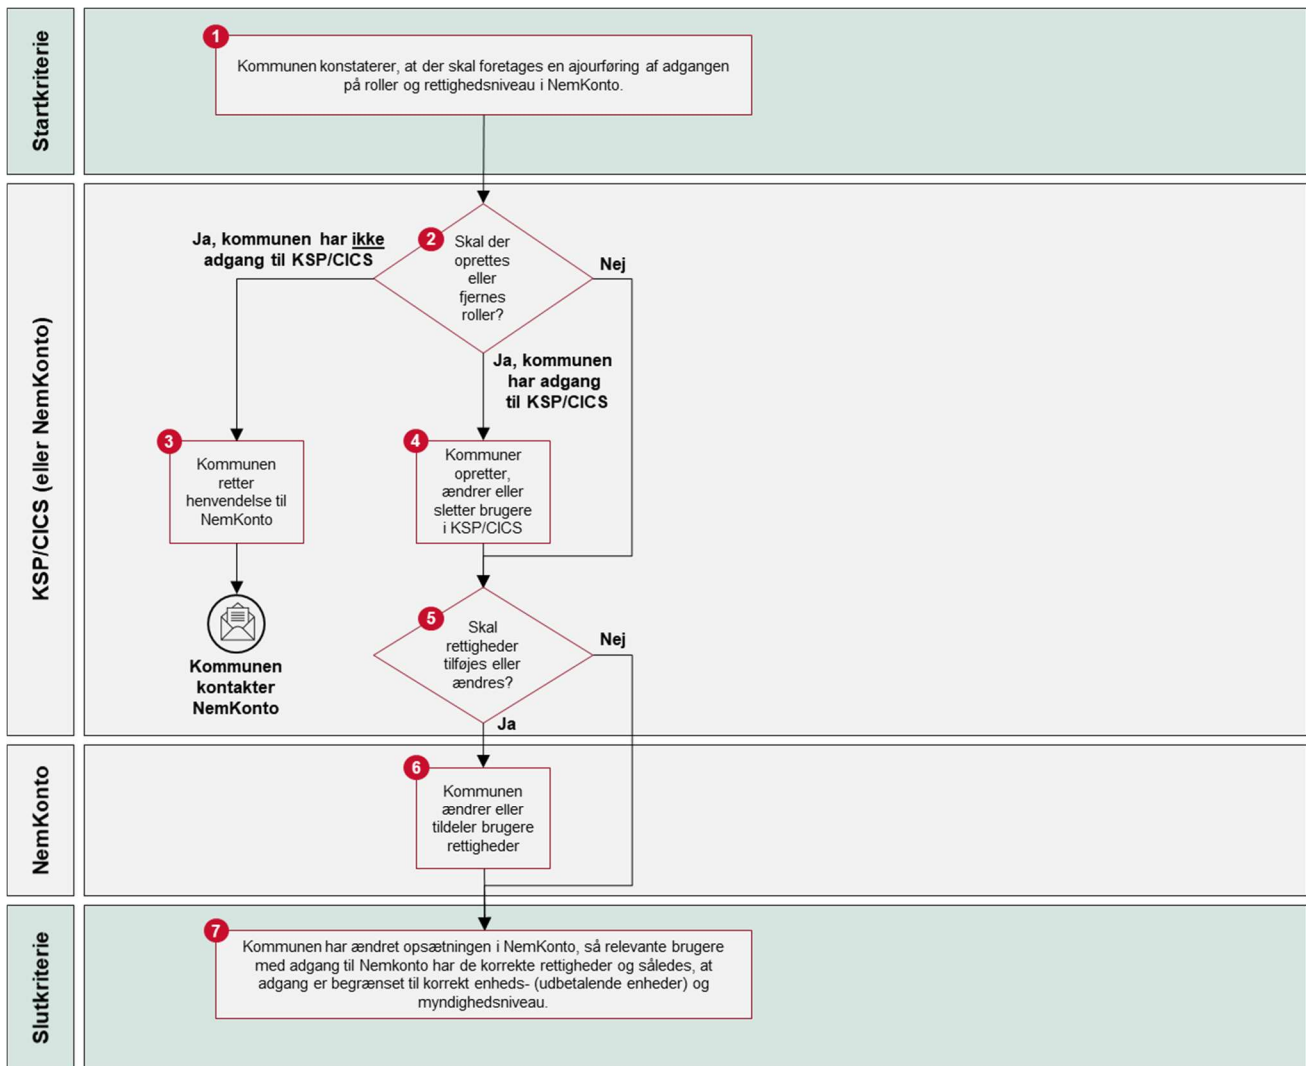 Startkriterie
1
Kommunen konstaterer, at der skal foretages en ajourføring af adgangen
på roller og rettighedsniveau i NemKonto.
KSP/CICS (eller NemKonto)
2
Skal der
oprettes
eller
fjernes
roller?
Ja, kommunen har ikke
adgang til KSP/CICS
Nej
Ja, kommunen
har adgang
til KSP/CICS
3
Kommunen
retter
henvendelse til
NemKonto
4
Kommuner
opretter,
ændrer eller
sletter brugere
i KSP/CICS
Kommunen
kontakter
NemKonto
5
Skal
rettigheder
tilføjes eller
ændres?
Nej
Ja
NemKonto
6
Kommunen
ændrer eller
tildeler brugere
rettigheder
Slutkriterie
7
Kommunen har ændret opsætningen i NemKonto, så relevante brugere
med adgang til Nemkonto har de korrekte rettigheder og således, at
adgang er begrænset til korrekt enheds- (udbetalende enheder) og
myndighedsniveau.